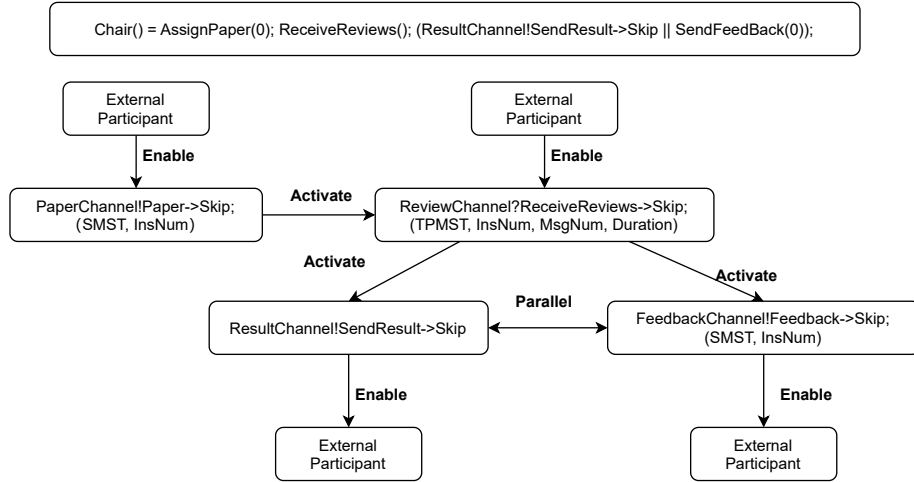 Chair() = AssignPaper(0); ReceiveReviews(); (ResultChannel!SendResult->Skip || SendFeedBack(0));
External
Participant
External
Participant
Enable
Enable
PaperChannel!Paper->Skip;
(SMST, InsNum)
Activate
ReviewChannel?ReceiveReviews->Skip;
(TPMST, InsNum, MsgNum, Duration)
Activate
Activate
ResultChannel!SendResult->Skip
Parallel
FeedbackChannel!Feedback->Skip;
(SMST, InsNum)
Enable
Enable
External
Participant
External
Participant